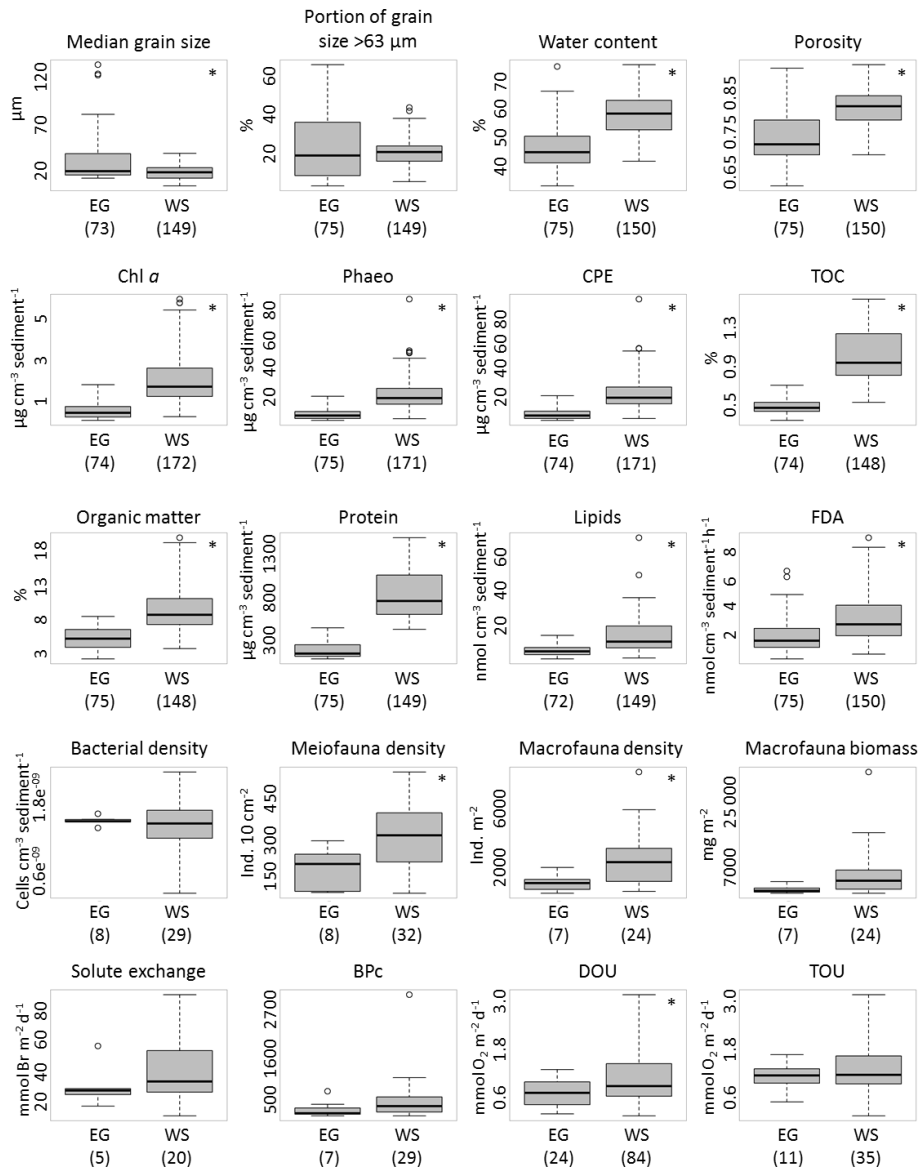 Median grain size
µm
20 70 120
*
EG WS
(73) (149)
Portion of grain
size >63 µm
%
20 40 60
EG WS
(75) (149)
Water content
%
40 50 60 70
*
EG WS
(75) (150)
Porosity
0.65 0.75 0.85
*
EG WS
(75) (150)
Chl a
µg cm⁻³ sediment⁻¹
1 3 5
*
EG WS
(74) (172)
Phaeo
µg cm⁻³ sediment⁻¹
20 40 60 80
*
EG WS
(75) (171)
CPE
µg cm⁻³ sediment⁻¹
20 40 60 80
*
EG WS
(74) (171)
TOC
%
0.5 0.9 1.3
*
EG WS
(74) (148)
Organic matter
%
3 8 13 18
*
EG WS
(75) (148)
Protein
µg cm⁻³ sediment⁻¹
300 800 1300
*
EG WS
(75) (149)
Lipids
nmol cm⁻³ sediment⁻¹
20 40 60
*
EG WS
(72) (149)
FDA
nmol cm⁻³ sediment⁻¹h⁻¹
2 4 6 8
*
EG WS
(75) (150)
Bacterial density
Cells cm⁻³ sediment⁻¹
0.6e⁻⁰⁹ 1.8e⁻⁰⁹
EG WS
(8) (29)
Meiofauna density
Ind. 10 cm⁻²
150 300 450
*
EG WS
(8) (32)
Macrofauna density
Ind. m⁻²
2000 6000
*
EG WS
(7) (24)
Macrofauna biomass
mg m⁻²
7000 25000
EG WS
(7) (24)
Solute exchange
mmol Br m⁻² d⁻¹
20 40 60 80
EG WS
(5) (20)
BPc
500 1600 2700
EG WS
(7) (29)
DOU
mmol O₂ m⁻² d⁻¹
0.6 1.8 3.0
*
EG WS
(24) (84)
TOU
mmol O₂ m⁻² d⁻¹
0.6 1.8 3.0
EG WS
(11) (35)